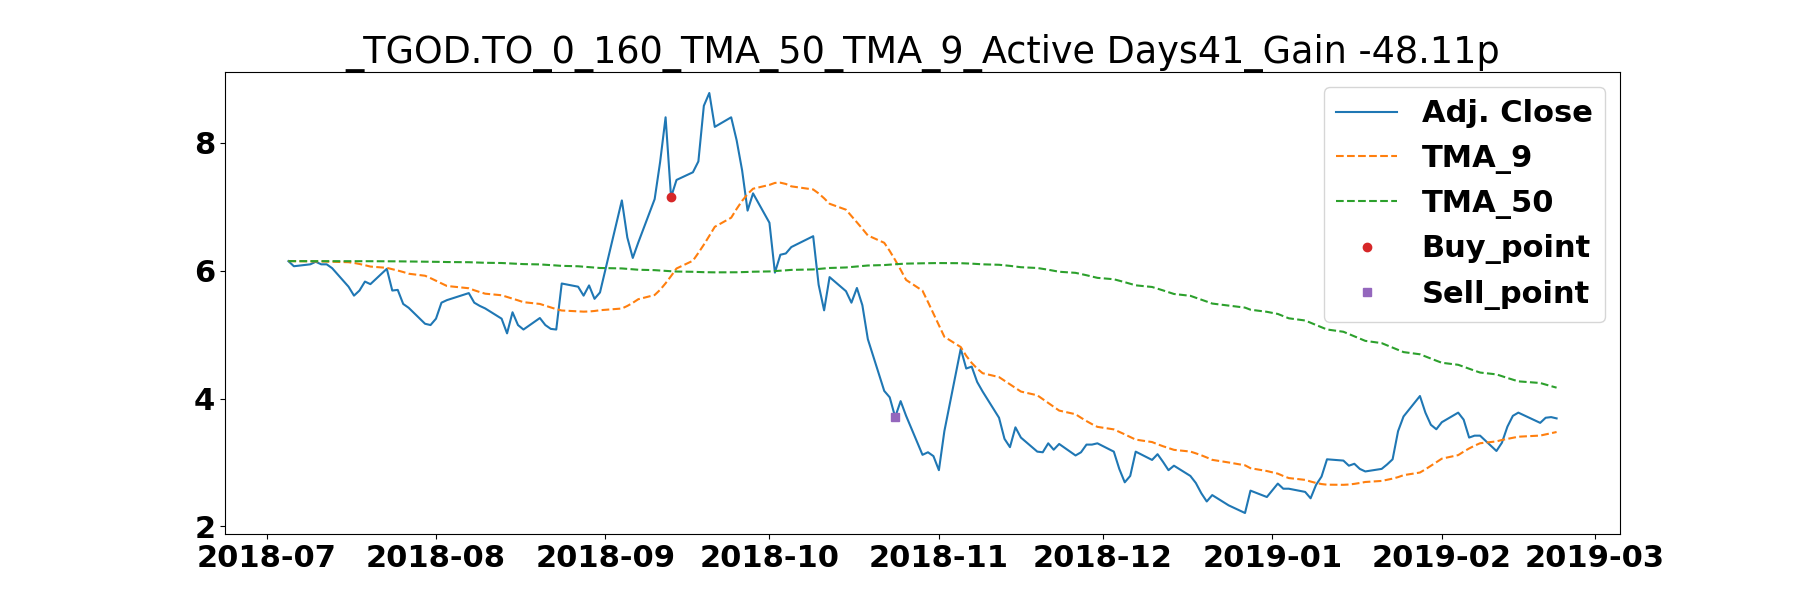 _TGOD.TO_0_160_TMA_50_TMA_9_Active Days41_Gain -48.11p
Adj. Close
TMA_9
TMA_50
Buy_point
Sell_point
8
6
4
2
2018-07 2018-08 2018-09 2018-10 2018-11 2018-12 2019-01 2019-02 2019-03